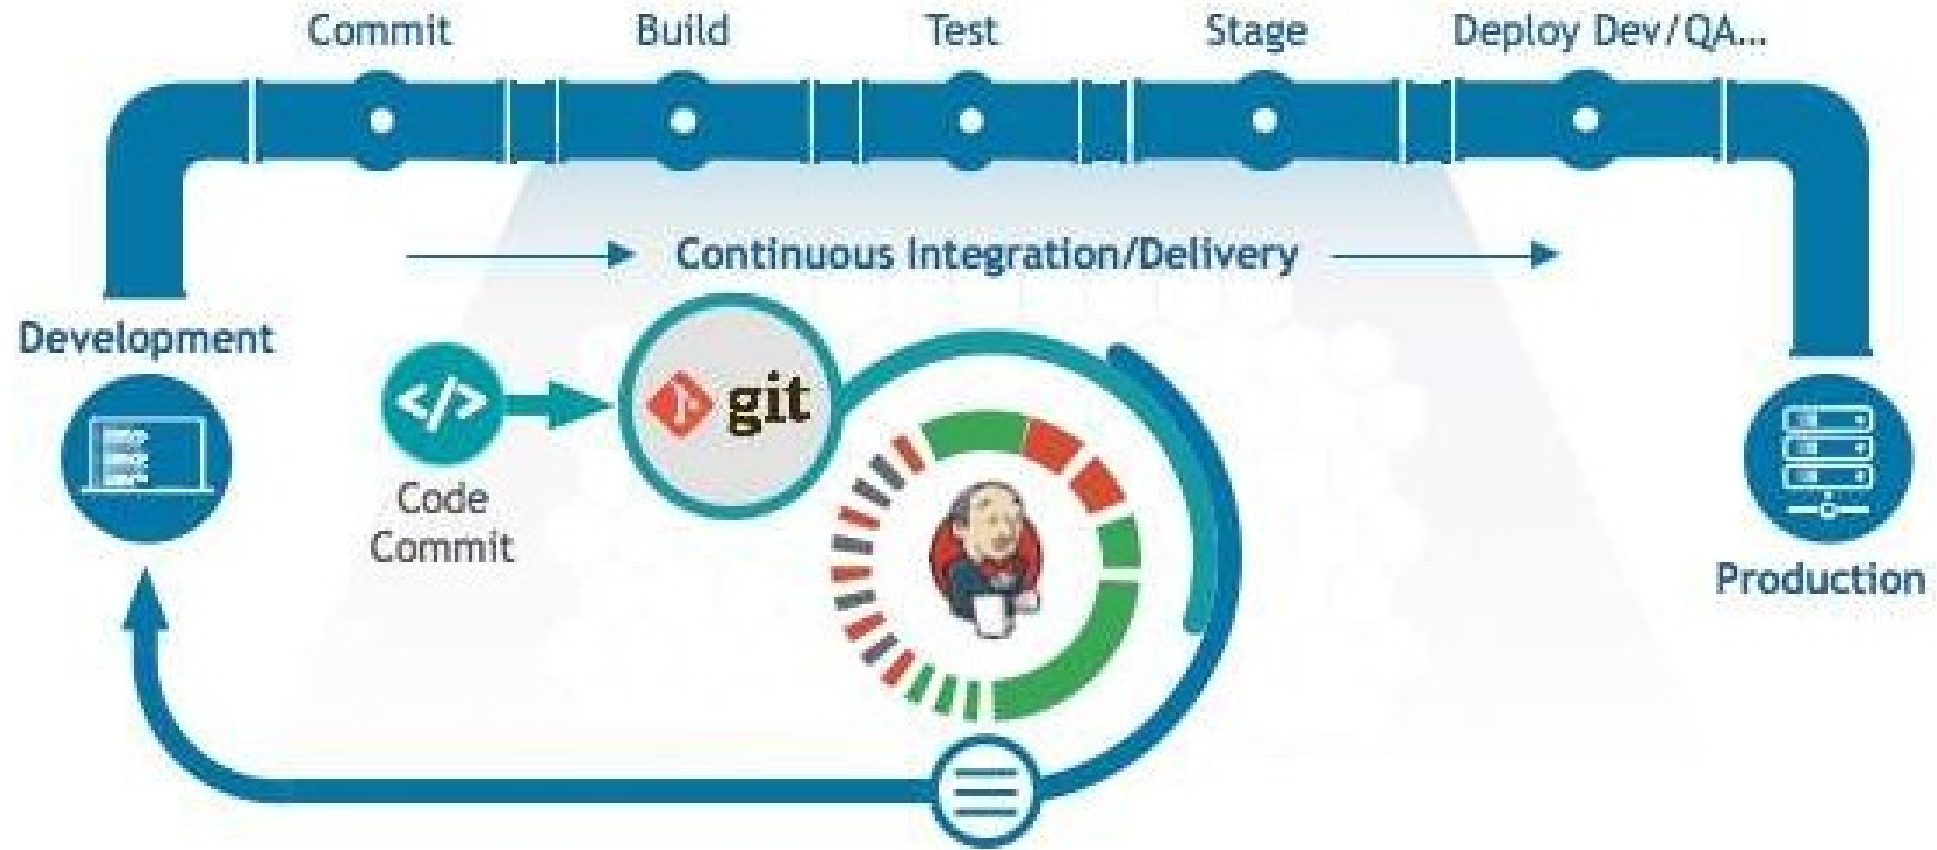 Commit
Build
Test
Stage
Deploy Dev/QA...
Continuous Integration/Delivery
Development
git
Code
Commit
Production